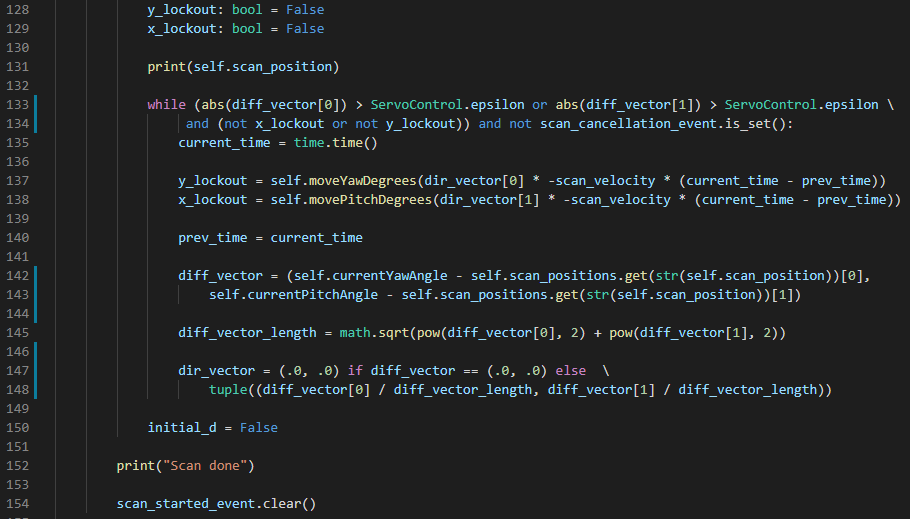 128 y_lockout: bool = False
129 x_lockout: bool = False
130
131 print(self.scan_position)
132
133 while (abs(diff_vector[0]) > ServoControl.epsilon or abs(diff_vector[1]) > ServoControl.epsilon \
134 and (not x_lockout or not y_lockout)) and not scan_cancellation_event.is_set():
135 current_time = time.time()
136
137 y_lockout = self.moveYawDegrees(dir_vector[0] * -scan_velocity * (current_time - prev_time))
138 x_lockout = self.movePitchDegrees(dir_vector[1] * -scan_velocity * (current_time - prev_time))
139
140 prev_time = current_time
141
142 diff_vector = (self.currentYawAngle - self.scan_positions.get(str(self.scan_position))[0],
143 self.currentPitchAngle - self.scan_positions.get(str(self.scan_position))[1])
144
145 diff_vector_length = math.sqrt(pow(diff_vector[0], 2) + pow(diff_vector[1], 2))
146
147 dir_vector = (.0, .0) if diff_vector == (.0, .0) else \
148 tuple((diff_vector[0] / diff_vector_length, diff_vector[1] / diff_vector_length))
149
150 initial_d = False
151
152 print("Scan done")
153
154 scan_started_event.clear()